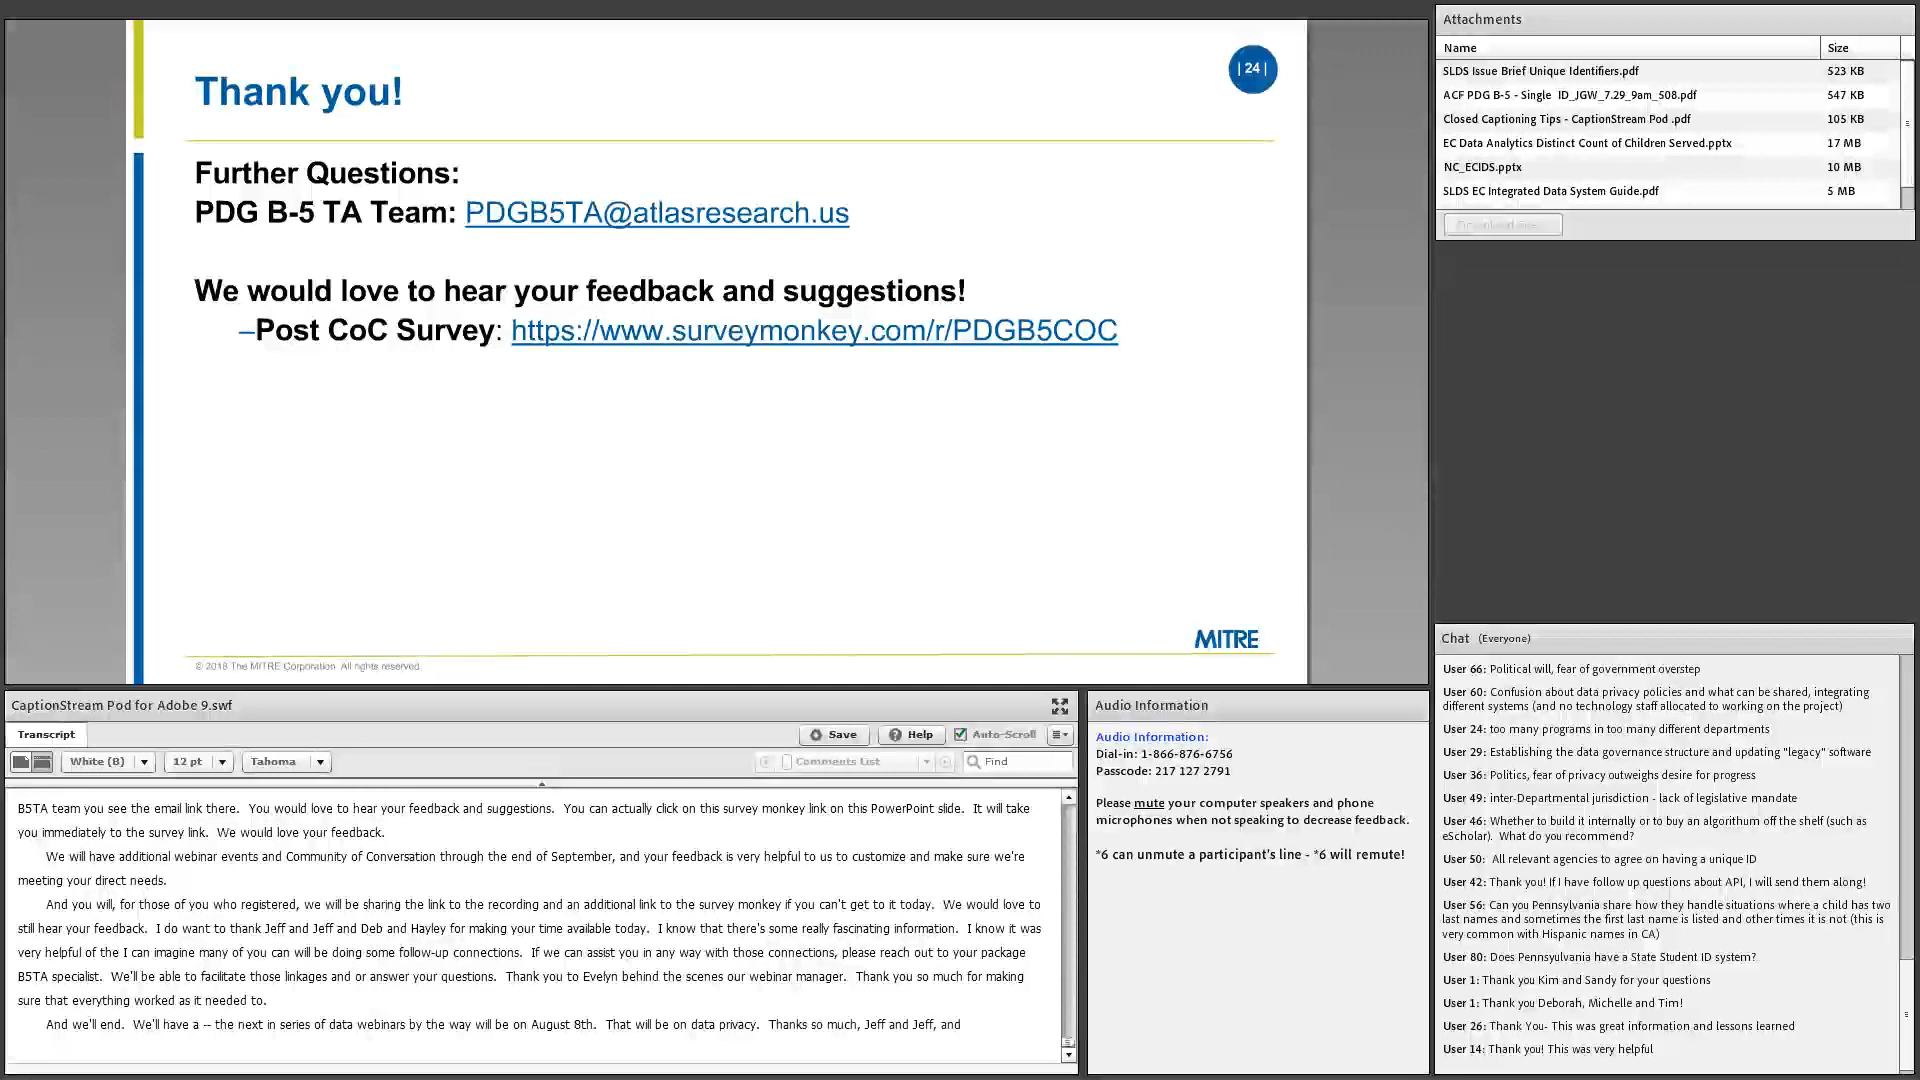 Thank you!
| 24 |
Further Questions:
PDG B-5 TA Team: PDGB5TA@atlasresearch.us
We would love to hear your feedback and suggestions!
–Post CoC Survey: https://www.surveymonkey.com/r/PDGB5COC
MITRE
© 2018 The MITRE Corporation All rights reserved
Attachments
Name Size
SLDS Issue Brief Unique Identifiers.pdf 523 KB
ACF PDG B-5 - Single ID_JGW_7.29_9am_508.pdf 547 KB
Closed Captioning Tips - CaptionStream Pod .pdf 105 KB
EC Data Analytics Distinct Count of Children Served.pptx 17 MB
NC_ECIDS.pptx 10 MB
SLDS EC Integrated Data System Guide.pdf 5 MB
CaptionStream Pod for Adobe 9.swf
Transcript Save Help Auto-Scroll
White (8) 12 pt Tahoma Comments List Find
B5TA team you see the email link there. You would love to hear your feedback and suggestions. You can actually click on this survey monkey link on this PowerPoint slide. It will take
you immediately to the survey link. We would love your feedback.
We will have additional webinar events and Community of Conversation through the end of September, and your feedback is very helpful to us to customize and make sure we're
meeting your direct needs.
And you will, for those of you who registered, we will be sharing the link to the recording and an additional link to the survey monkey if you can't get to it today. We would love to
still hear your feedback. I do want to thank Jeff and Jeff and Deb and Hayley for making your time available today. I know that there's some really fascinating information. I know it was
very helpful of the I can imagine many of you can will be doing some follow-up connections. If we can assist you in any way with those connections, please reach out to your package
B5TA specialist. We'll be able to facilitate those linkages and or answer your questions. Thank you to Evelyn behind the scenes our webinar manager. Thank you so much for making
sure that everything worked as it needed to.
And we'll end. We'll have a -- the next in series of data webinars by the way will be on August 8th. That will be on data privacy. Thanks so much, Jeff and Jeff, and
Audio Information
Audio Information:
Dial-in: 1-866-876-6756
Passcode: 217 127 2791
Please mute your computer speakers and phone
microphones when not speaking to decrease feedback.
*6 can unmute a participant's line - *6 will remute!
Chat (Everyone)
User 66: Political will, fear of government overstep
User 60: Confusion about data privacy policies and what can be shared, integrating
different systems (and no technology staff allocated to working on the project)
User 24: too many programs in too many different departments
User 29: Establishing the data governance structure and updating "legacy" software
User 36: Politics, fear of privacy outweighs desire for progress
User 49: inter-Departmental jurisdiction - lack of legislative mandate
User 46: Whether to build it internally or to buy an algorithum off the shelf (such as
eScholar). What do you recommend?
User 50: All relevant agencies to agree on having a unique ID
User 42: Thank you! If I have follow up questions about API, I will send them along!
User 56: Can you Pennsylvania share how they handle situations where a child has two
last names and sometimes the first last name is listed and other times it is not (this is
very common with Hispanic names in CA)
User 80: Does Pennsyulvania have a State Student ID system?
User 1: Thank you Kim and Sandy for your questions
User 1: Thank you Deborah, Michelle and Tim!
User 26: Thank You- This was great information and lessons learned
User 14: Thank you! This was very helpful